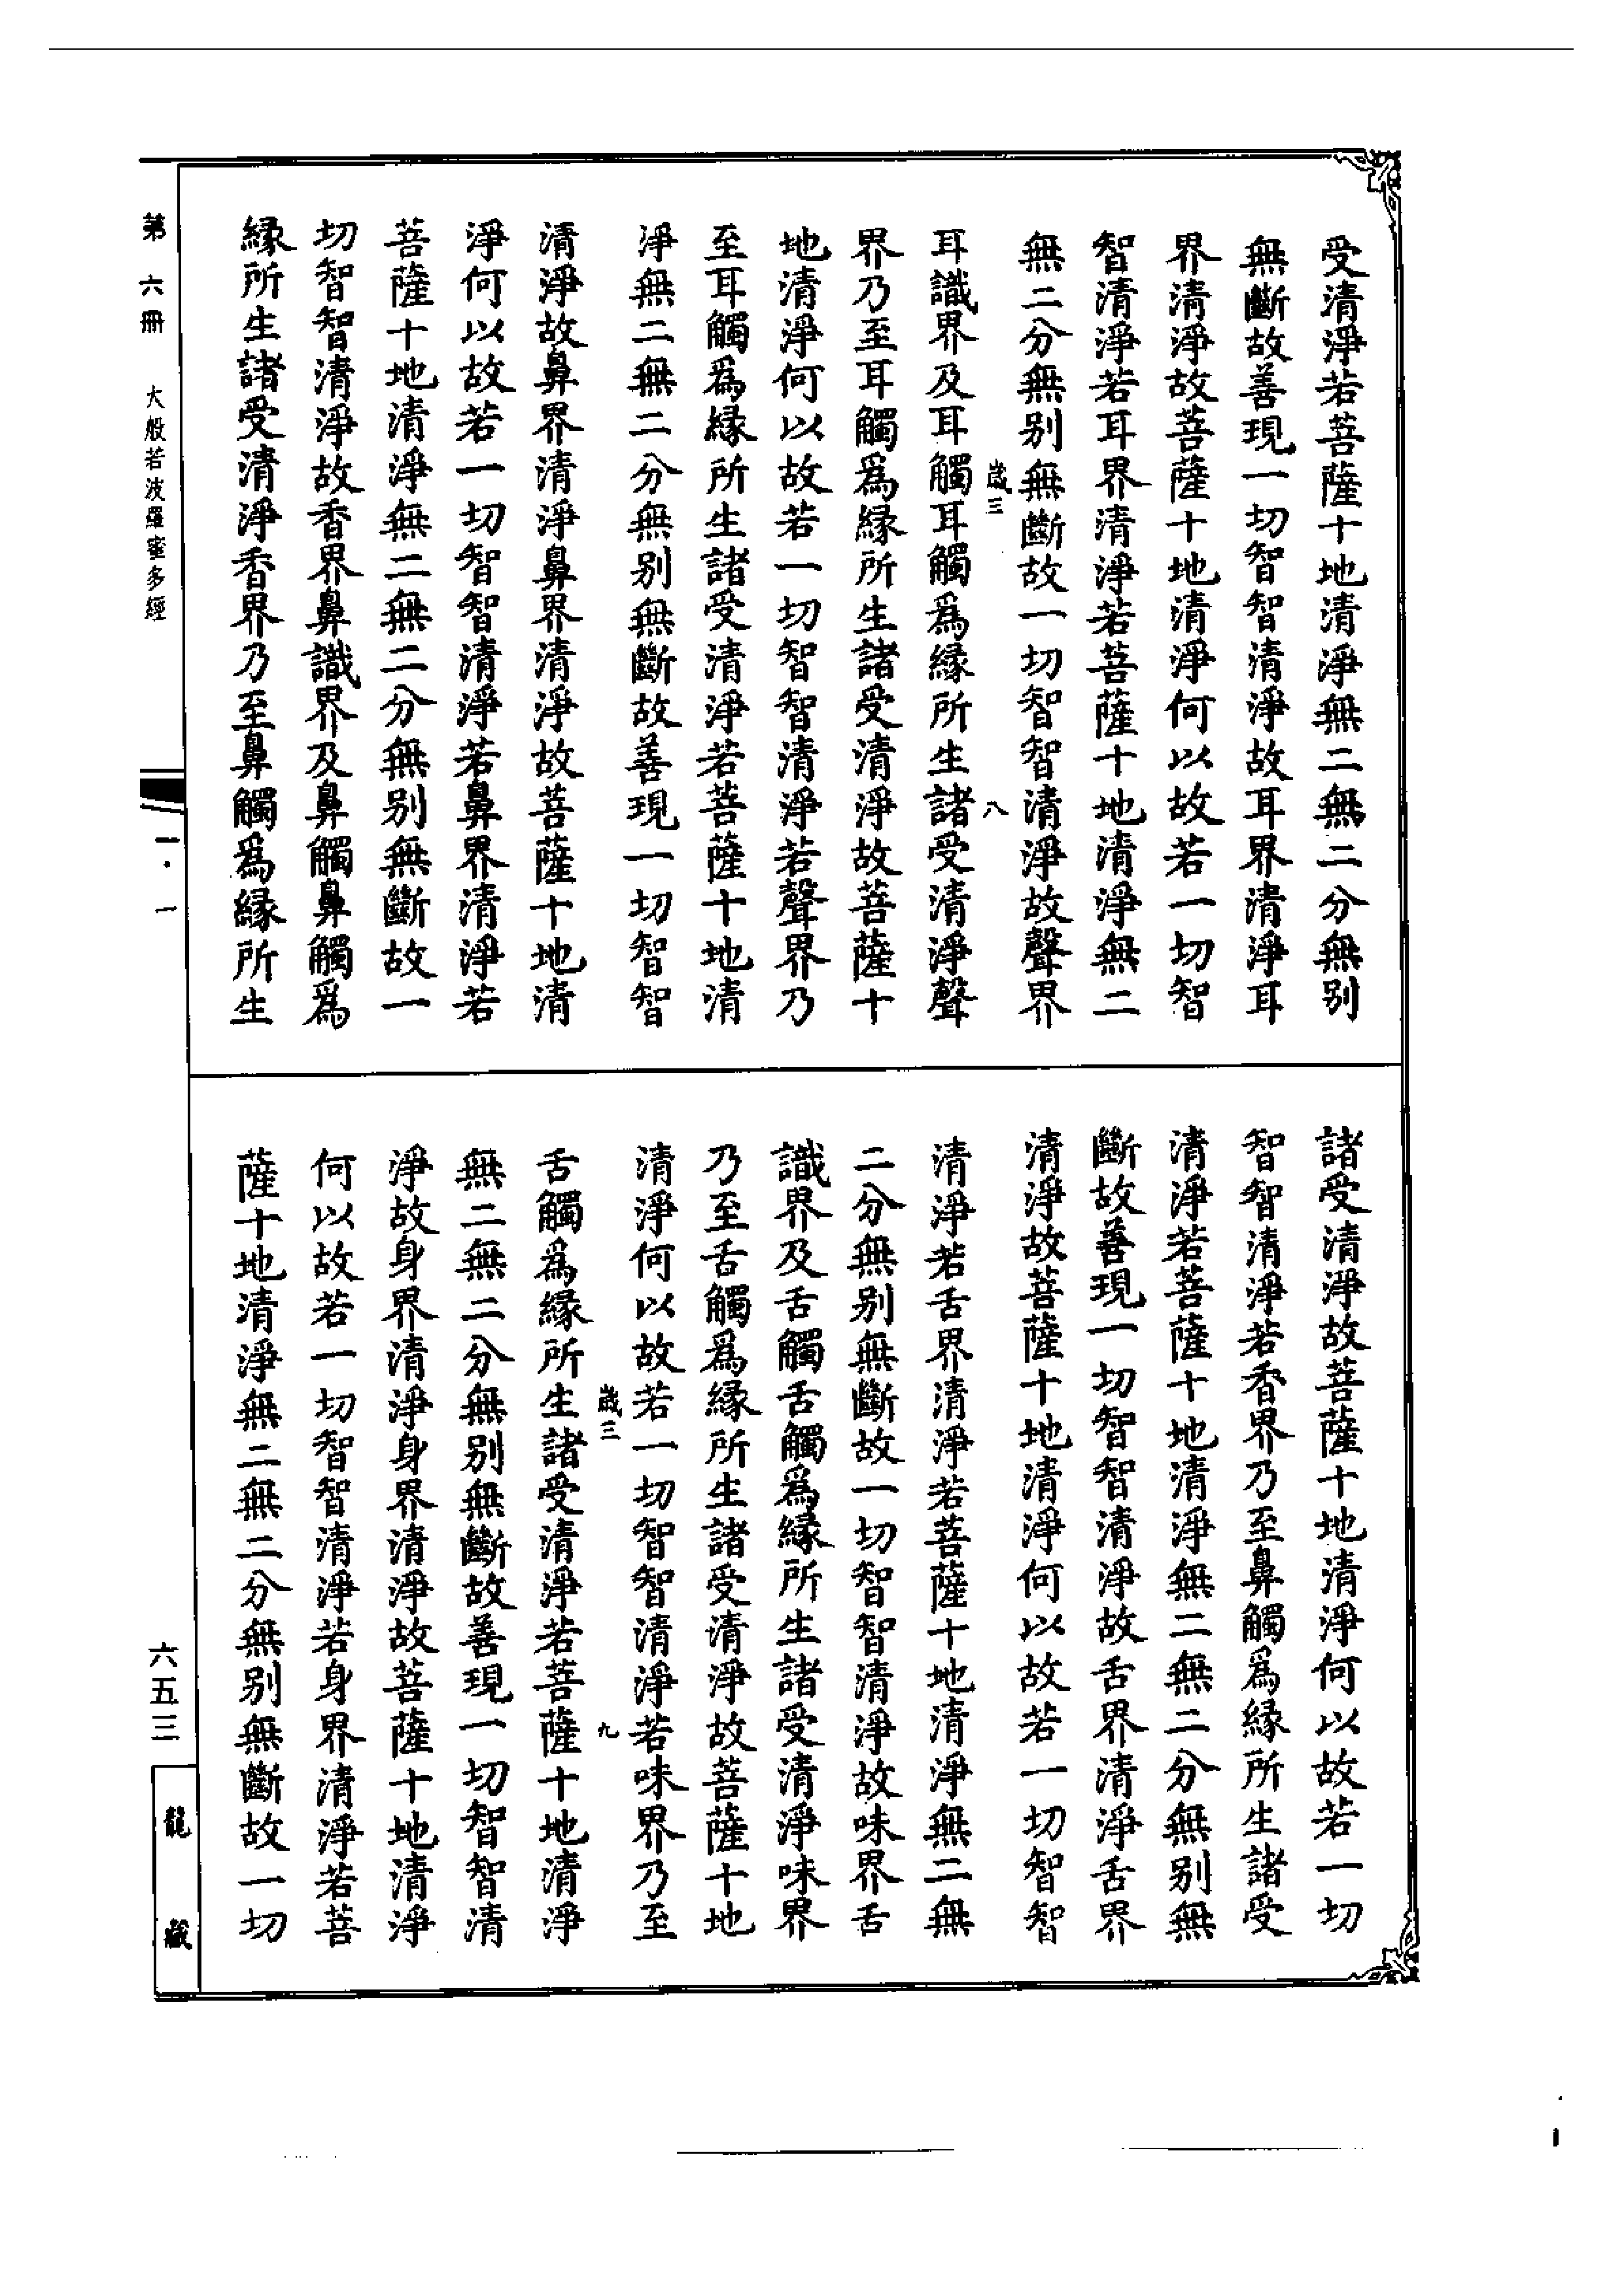 受清淨若菩薩十地清淨無二無二分無别
無斷故善現一切智智清淨故耳界清淨耳
界清淨故菩薩十地清淨何以故若一切智
智清淨若耳界清淨若菩薩十地清淨無二
無二分無别無斷故一切智智清淨故聲界
歲三 八
耳識界及耳觸耳觸爲緣所生諸受清淨聲
界乃至耳觸爲緣所生諸受清淨故菩薩十
地清淨何以故若一切智智清淨若聲界乃
至耳觸爲緣所生諸受清淨若菩薩十地清
淨無二無二分無别無斷故善現一切智智
清淨故鼻界清淨鼻界清淨故菩薩十地清
淨何以故若一切智智清淨若鼻界清淨若
菩薩十地清淨無二無二分無别無斷故一
切智智清淨故香界鼻識界及鼻觸鼻觸爲
緣所生諸受清淨香界乃至鼻觸爲緣所生
諸受清淨故菩薩十地清淨何以故若一切
智智清淨若香界乃至鼻觸爲緣所生諸受
清淨若菩薩十地清淨無二無二分無别無
斷故善現一切智智清淨故舌界清淨舌界
清淨故菩薩十地清淨何以故若一切智智
清淨若舌界清淨若菩薩十地清淨無二無
二分無别無斷故一切智智清淨故味界舌
識界及舌觸舌觸爲緣所生諸受清淨味界
乃至舌觸爲緣所生諸受清淨故菩薩十地
清淨何以故若一切智智清淨若味界乃至
歲三 九
舌觸爲緣所生諸受清淨若菩薩十地清淨
無二無二分無别無斷故善現一切智智清
淨故身界清淨身界清淨故菩薩十地清淨
何以故若一切智智清淨若身界清淨若菩
薩十地清淨無二無二分無别無斷故一切
第六冊 大般若波羅蜜多經
一·一
六五三
龍藏